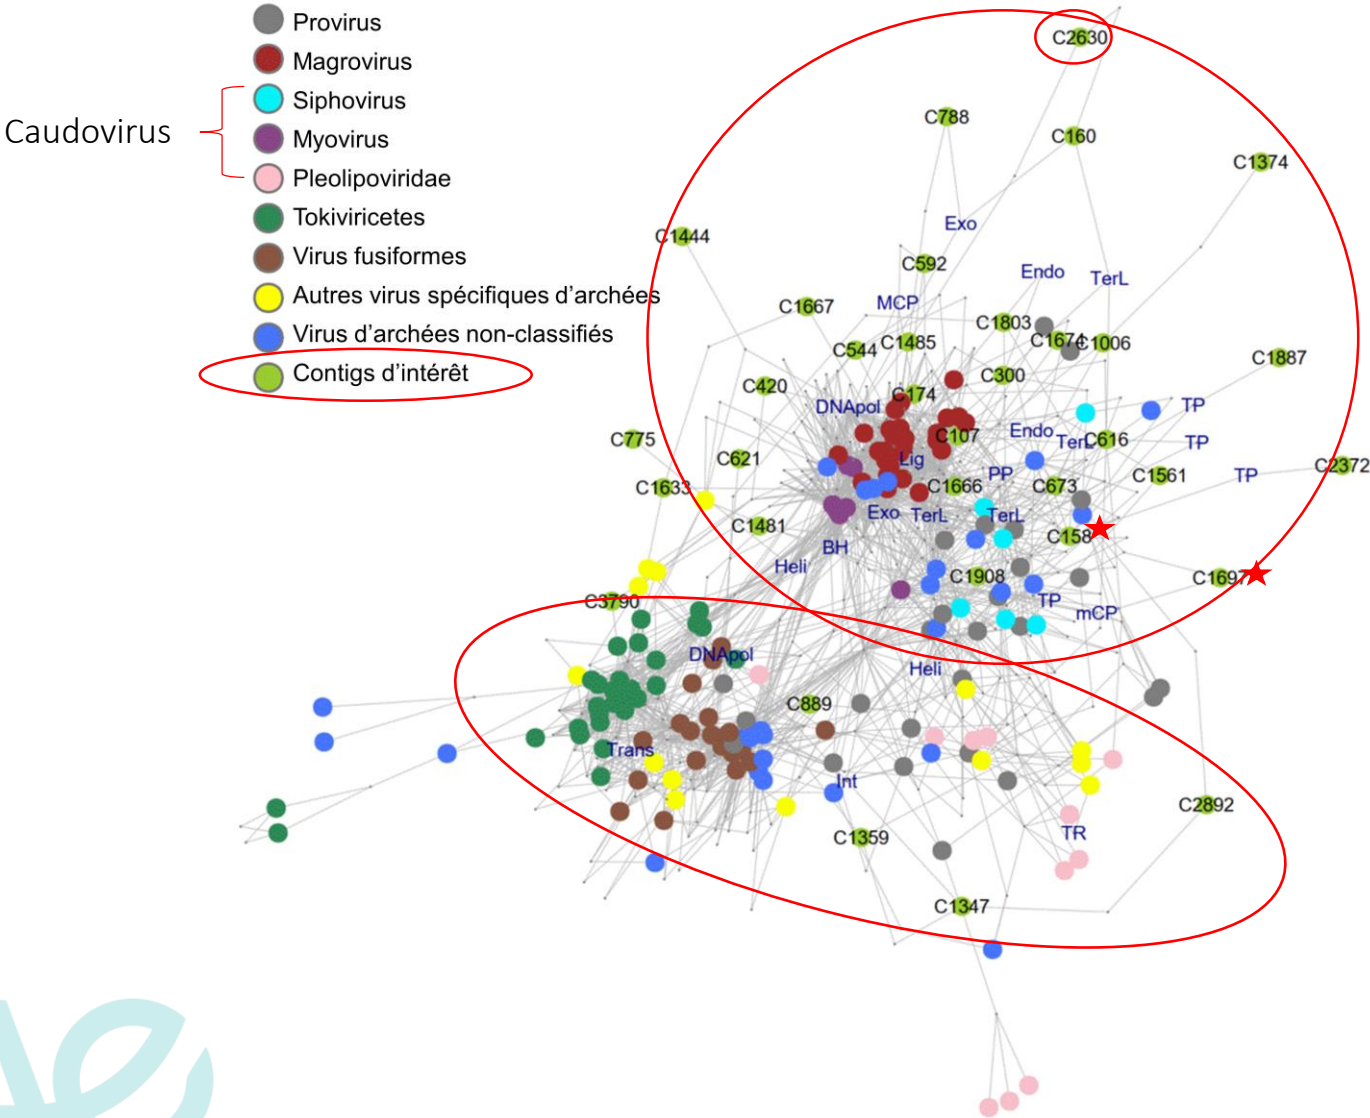 Provirus
Magrovirus
Siphovirus
Caudovirus
Myovirus
Pleolipoviridae
Tokiviricetes
Virus fusiformes
Autres virus spécifiques d'archées
Virus d'archées non-classifiés
Contigs d'intérêt
C2630
C788
C160
C1374
Exo
C1444
C592
Endo
TerL
MCP
C1667
C1803
C544
C1485
C1674
C1006
C1887
C420
C300
C174
DNApol
TP
C775
C107
Endo
TerL
C616
TP
C621
Lig
C2372
C1633
C1666
PP
C673
C1561
TP
C1481
Exo
TerL
TerL
C158
BH
Heli
C1908
C1697
C3790
TP
mCP
DNApol
Heli
C889
Trans
Int
C2892
C1359
TR
C1347